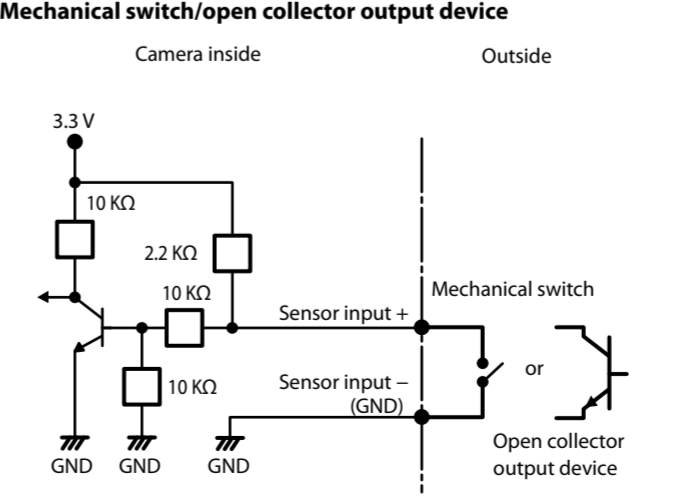 Mechanical switch/open collector output device
Camera inside
Outside
3.3 V
10 KΩ
2.2 KΩ
10 KΩ
Sensor input +
Mechanical switch
or
10 KΩ
Sensor input –
(GND)
Open collector
output device
GND
GND
GND